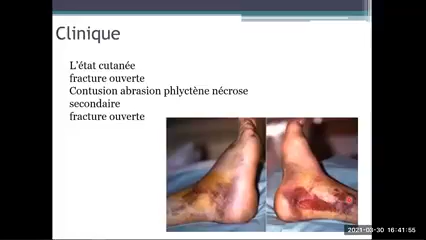 Clinique
L'état cutanée
fracture ouverte
Contusion abrasion phlyctène nécrose
secondaire
fracture ouverte
2021-03-30 16:41:55